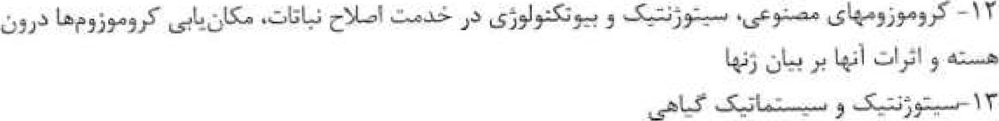 ۱۲- کروموزومهای مصنوعی، سیتوژنتیک و بیوتکنولوژی در خدمت اصلاح نباتات، مکان‌یابی کروموزوم‌ها درون
هسته و اثرات آنها بر بیان ژنها
۱۳-سیتوژنتیک و سیستماتیک گیاهی